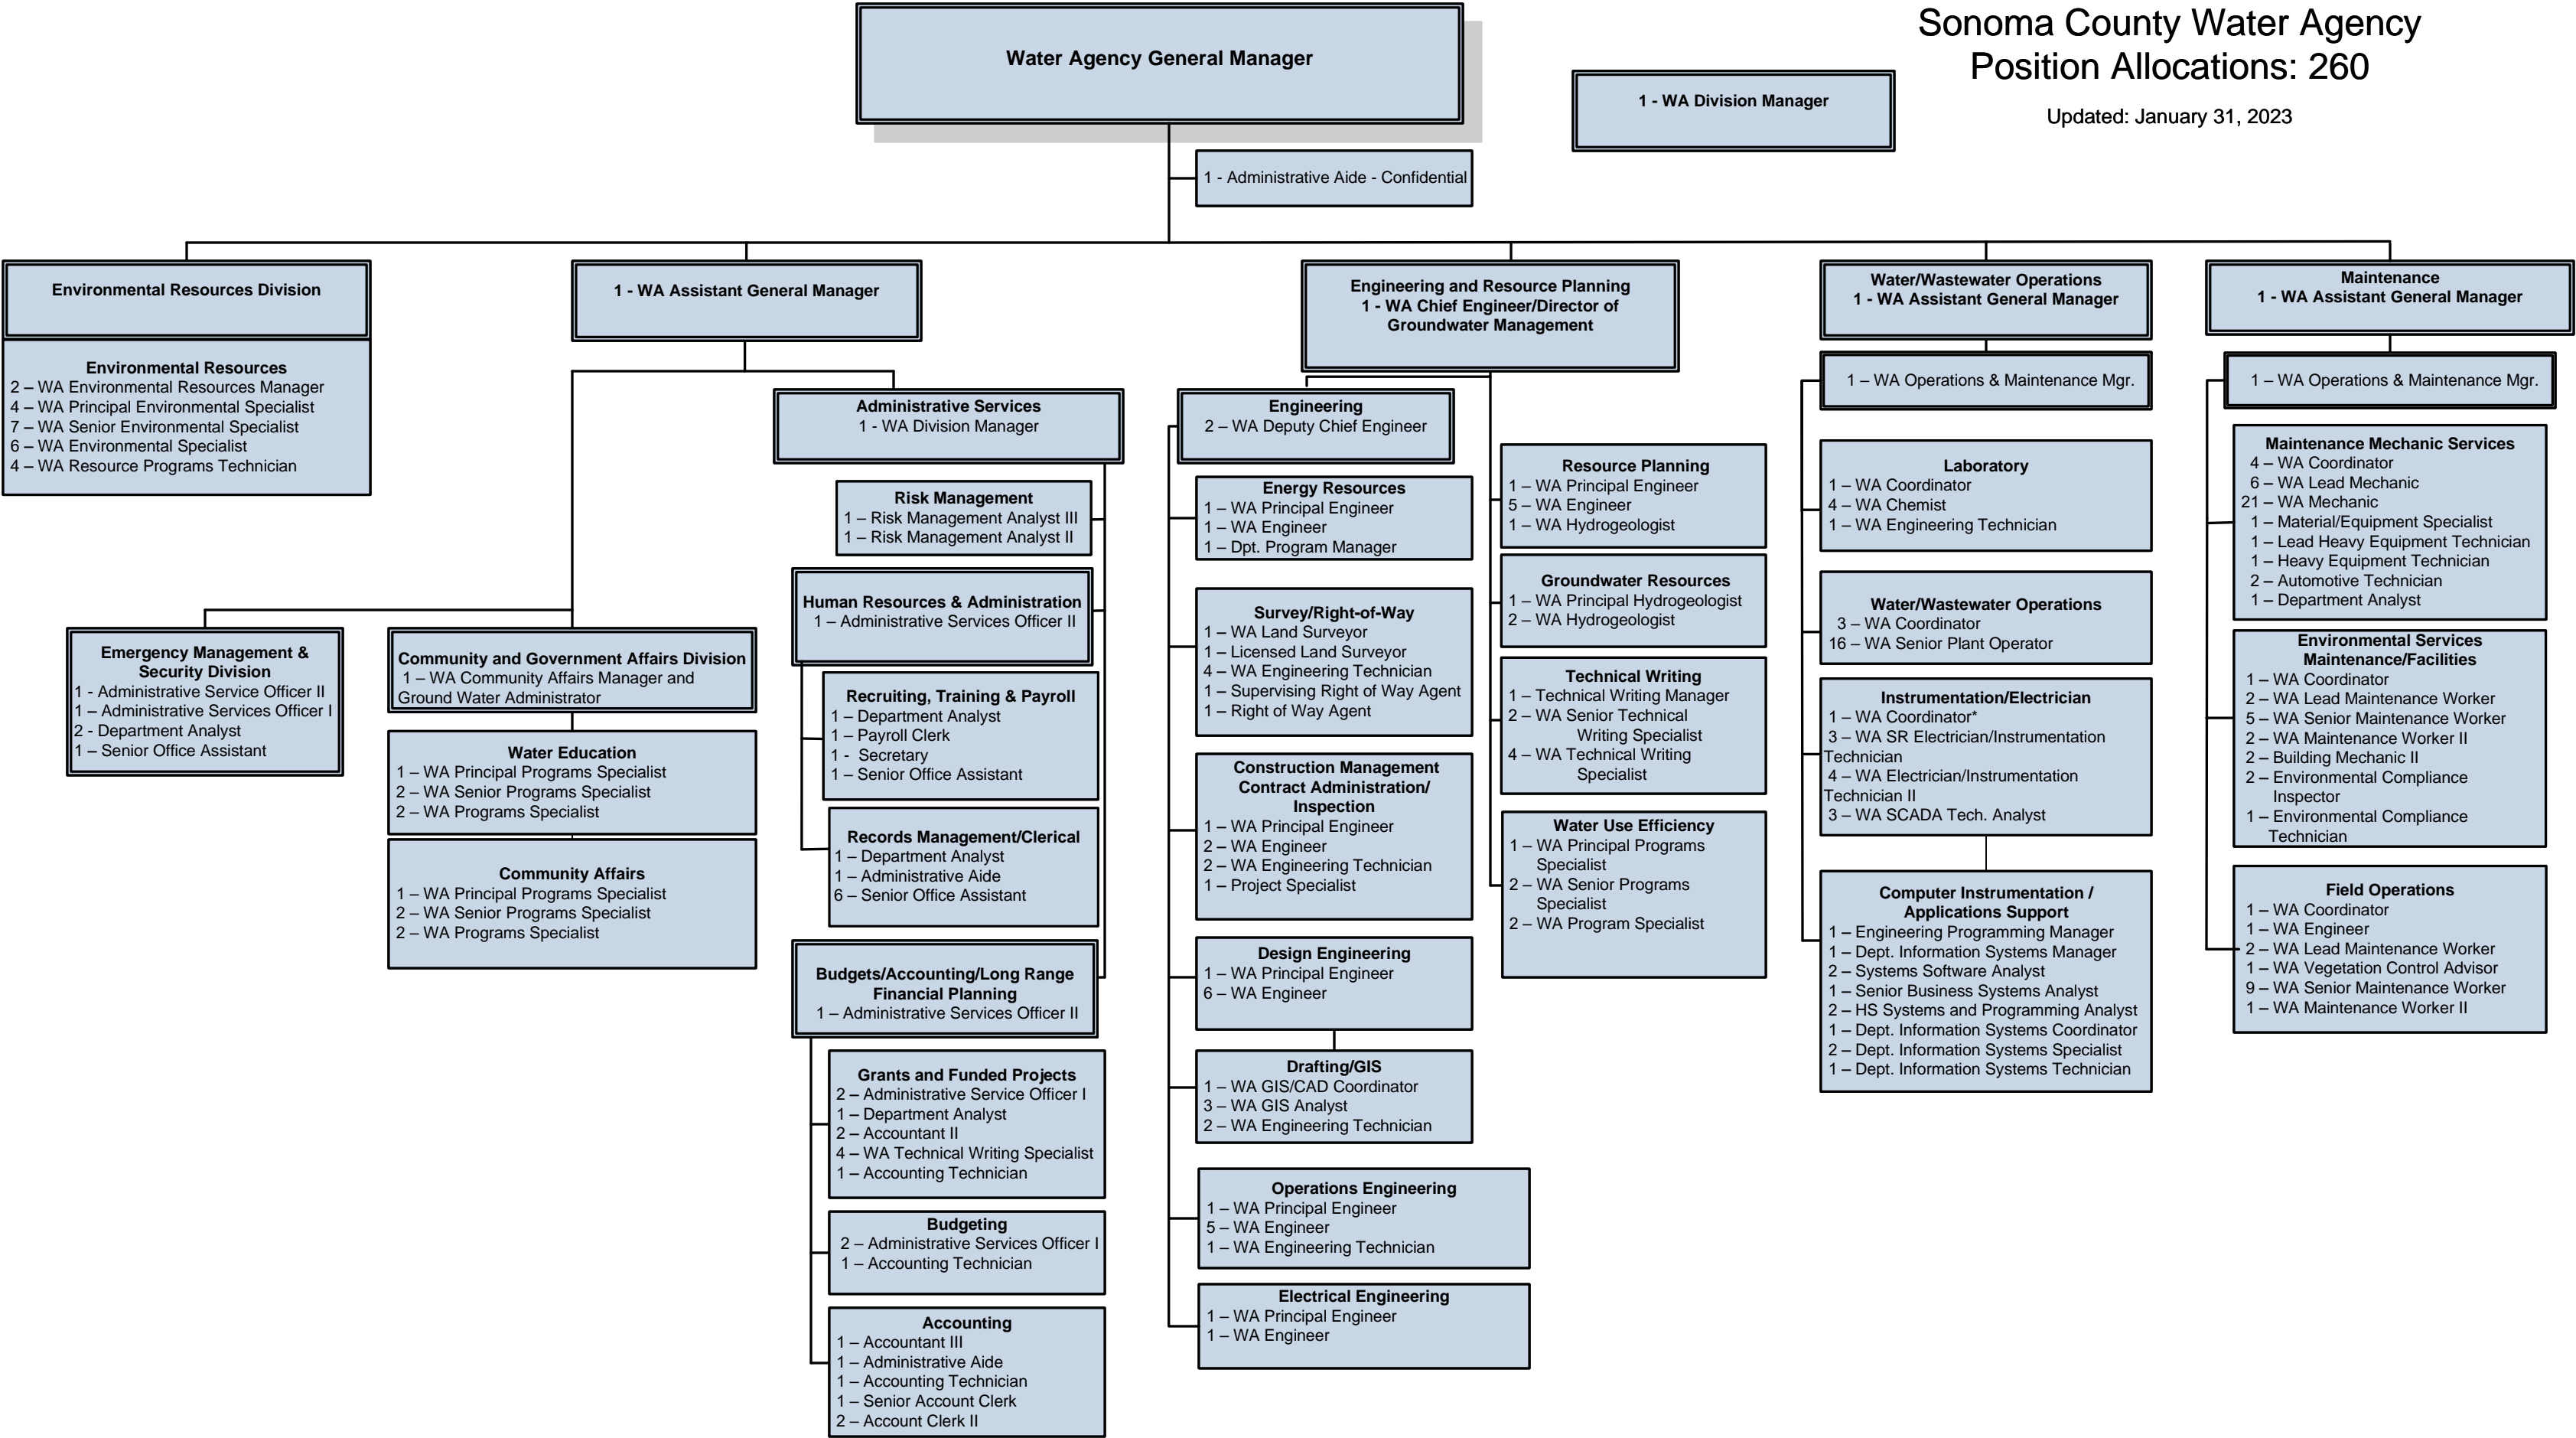 Sonoma County Water Agency
Position Allocations: 260
Updated: January 31, 2023
Water Agency General Manager
1 - WA Division Manager
1 - Administrative Aide - Confidential
Environmental Resources Division
Environmental Resources
2 – WA Environmental Resources Manager
4 – WA Principal Environmental Specialist
7 – WA Senior Environmental Specialist
6 – WA Environmental Specialist
4 – WA Resource Programs Technician
1 - WA Assistant General Manager
Emergency Management &
Security Division
1 - Administrative Service Officer II
1 – Administrative Services Officer I
2 - Department Analyst
1 – Senior Office Assistant
Community and Government Affairs Division
1 – WA Community Affairs Manager and
Ground Water Administrator
Water Education
1 – WA Principal Programs Specialist
2 – WA Senior Programs Specialist
2 – WA Programs Specialist
Community Affairs
1 – WA Principal Programs Specialist
2 – WA Senior Programs Specialist
2 – WA Programs Specialist
Administrative Services
1 - WA Division Manager
Risk Management
1 – Risk Management Analyst III
1 – Risk Management Analyst II
Human Resources & Administration
1 – Administrative Services Officer II
Recruiting, Training & Payroll
1 – Department Analyst
1 – Payroll Clerk
1 - Secretary
1 – Senior Office Assistant
Records Management/Clerical
1 – Department Analyst
1 – Administrative Aide
6 – Senior Office Assistant
Budgets/Accounting/Long Range
Financial Planning
1 – Administrative Services Officer II
Grants and Funded Projects
2 – Administrative Service Officer I
1 – Department Analyst
2 – Accountant II
4 – WA Technical Writing Specialist
1 – Accounting Technician
Budgeting
2 – Administrative Services Officer I
1 – Accounting Technician
Accounting
1 – Accountant III
1 – Administrative Aide
1 – Accounting Technician
1 – Senior Account Clerk
2 – Account Clerk II
Engineering and Resource Planning
1 - WA Chief Engineer/Director of
Groundwater Management
Engineering
2 – WA Deputy Chief Engineer
Energy Resources
1 – WA Principal Engineer
1 – WA Engineer
1 – Dpt. Program Manager
Survey/Right-of-Way
1 – WA Land Surveyor
1 – Licensed Land Surveyor
4 – WA Engineering Technician
1 – Supervising Right of Way Agent
1 – Right of Way Agent
Construction Management
Contract Administration/
Inspection
1 – WA Principal Engineer
2 – WA Engineer
2 – WA Engineering Technician
1 – Project Specialist
Design Engineering
1 – WA Principal Engineer
6 – WA Engineer
Drafting/GIS
1 – WA GIS/CAD Coordinator
3 – WA GIS Analyst
2 – WA Engineering Technician
Operations Engineering
1 – WA Principal Engineer
5 – WA Engineer
1 – WA Engineering Technician
Electrical Engineering
1 – WA Principal Engineer
1 – WA Engineer
Resource Planning
1 – WA Principal Engineer
5 – WA Engineer
1 – WA Hydrogeologist
Groundwater Resources
1 – WA Principal Hydrogeologist
2 – WA Hydrogeologist
Technical Writing
1 – Technical Writing Manager
2 – WA Senior Technical
Writing Specialist
4 – WA Technical Writing
Specialist
Water Use Efficiency
1 – WA Principal Programs
Specialist
2 – WA Senior Programs
Specialist
2 – WA Program Specialist
Water/Wastewater Operations
1 - WA Assistant General Manager
1 – WA Operations & Maintenance Mgr.
Laboratory
1 – WA Coordinator
4 – WA Chemist
1 – WA Engineering Technician
Water/Wastewater Operations
3 – WA Coordinator
16 – WA Senior Plant Operator
Instrumentation/Electrician
1 – WA Coordinator*
3 – WA SR Electrician/Instrumentation
Technician
4 – WA Electrician/Instrumentation
Technician II
3 – WA SCADA Tech. Analyst
Computer Instrumentation /
Applications Support
1 – Engineering Programming Manager
1 – Dept. Information Systems Manager
2 – Systems Software Analyst
1 – Senior Business Systems Analyst
2 – HS Systems and Programming Analyst
1 – Dept. Information Systems Coordinator
2 – Dept. Information Systems Specialist
1 – Dept. Information Systems Technician
Maintenance
1 - WA Assistant General Manager
1 – WA Operations & Maintenance Mgr.
Maintenance Mechanic Services
4 – WA Coordinator
6 – WA Lead Mechanic
21 – WA Mechanic
1 – Material/Equipment Specialist
1 – Lead Heavy Equipment Technician
1 – Heavy Equipment Technician
2 – Automotive Technician
1 – Department Analyst
Environmental Services
Maintenance/Facilities
1 – WA Coordinator
2 – WA Lead Maintenance Worker
5 – WA Senior Maintenance Worker
2 – WA Maintenance Worker II
2 – Building Mechanic II
2 – Environmental Compliance
Inspector
1 – Environmental Compliance
Technician
Field Operations
1 – WA Coordinator
1 – WA Engineer
2 – WA Lead Maintenance Worker
1 – WA Vegetation Control Advisor
9 – WA Senior Maintenance Worker
1 – WA Maintenance Worker II